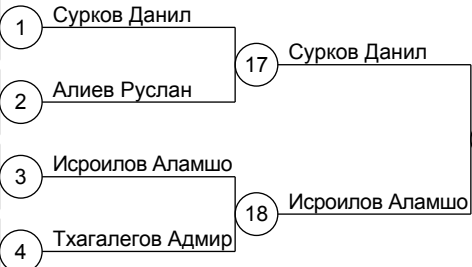 1 Сурков Данил
17 Сурков Данил
2 Алиев Руслан
3 Исроилов Аламшо
18 Исроилов Аламшо
4 Тхагалегов Адмир